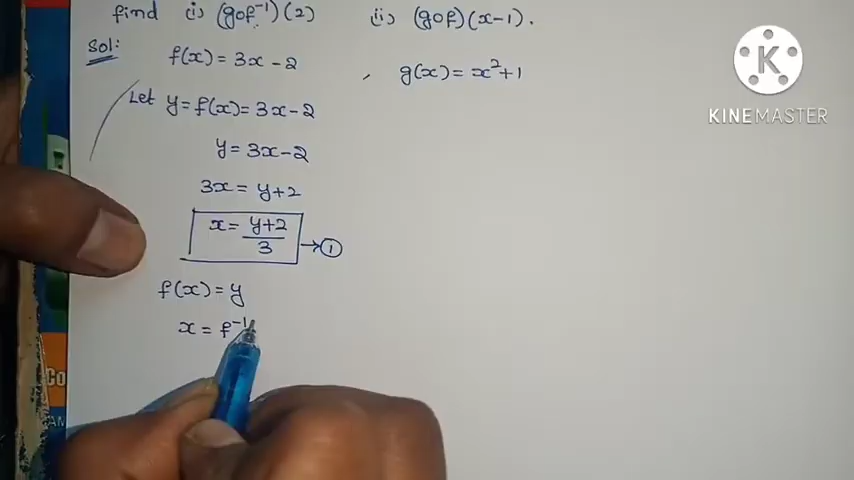 find (i) (gof⁻¹)(2) (ii) (gof)(x-1).
Sol:
f(x) = 3x - 2 , g(x) = x² + 1
Let y = f(x) = 3x - 2
y = 3x - 2
3x = y + 2
x = (y+2)/3 → ①
f(x) = y
x = f⁻¹
K
KINEMASTER
Co